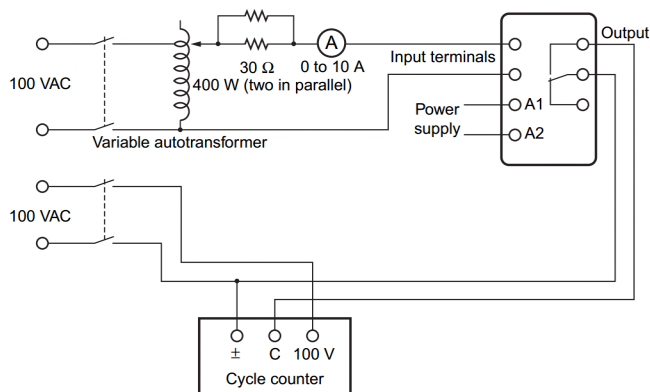 Output
Input terminals
100 VAC
30 Ω
0 to 10 A
A
400 W (two in parallel)
Power
supply
A1
A2
Variable autotransformer
100 VAC
±
C
100 V
Cycle counter